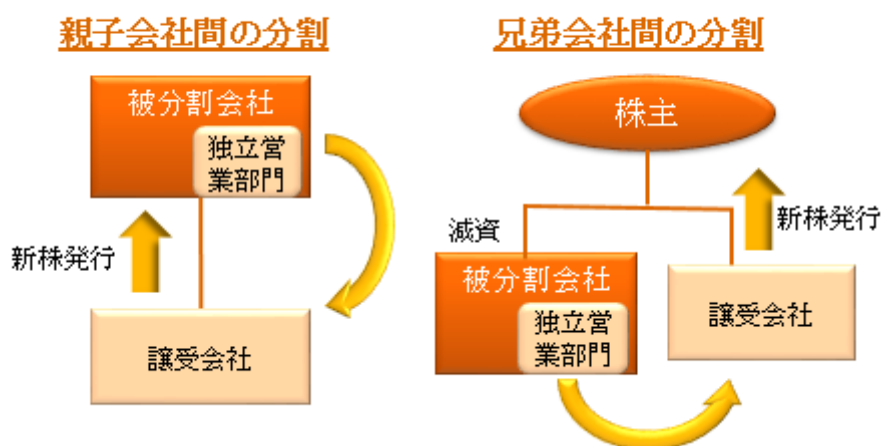 親子会社間の分割
被分割会社
独立営
業部門
新株発行
譲受会社
兄弟会社間の分割
株主
新株発行
減資
被分割会社
独立営
業部門
譲受会社